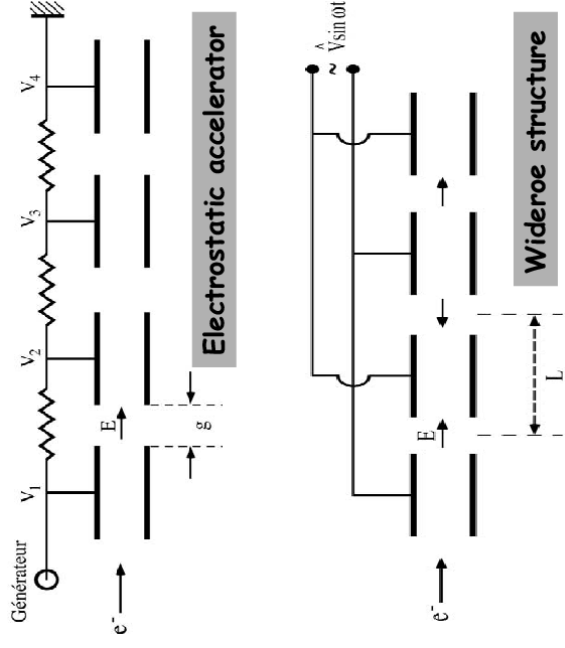 Générateur
V₁
V₂
V₃
V₄
e⁻
E
g
Electrostatic accelerator
V̂ sin ωt
~
e⁻
E
L
Wideroe structure